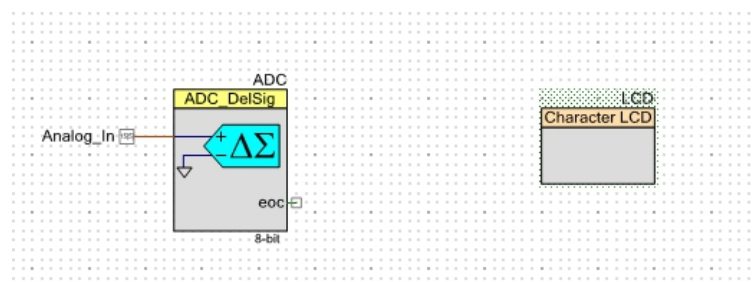 ADC
ADC_DelSig
Analog_In
+
ΔΣ
−
eoc
8-bit
LCD
Character LCD